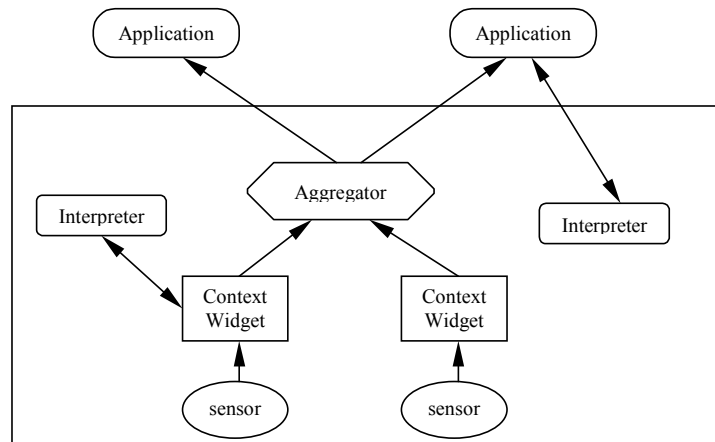 Application
Application
Aggregator
Interpreter
Interpreter
Context
Widget
Context
Widget
sensor
sensor